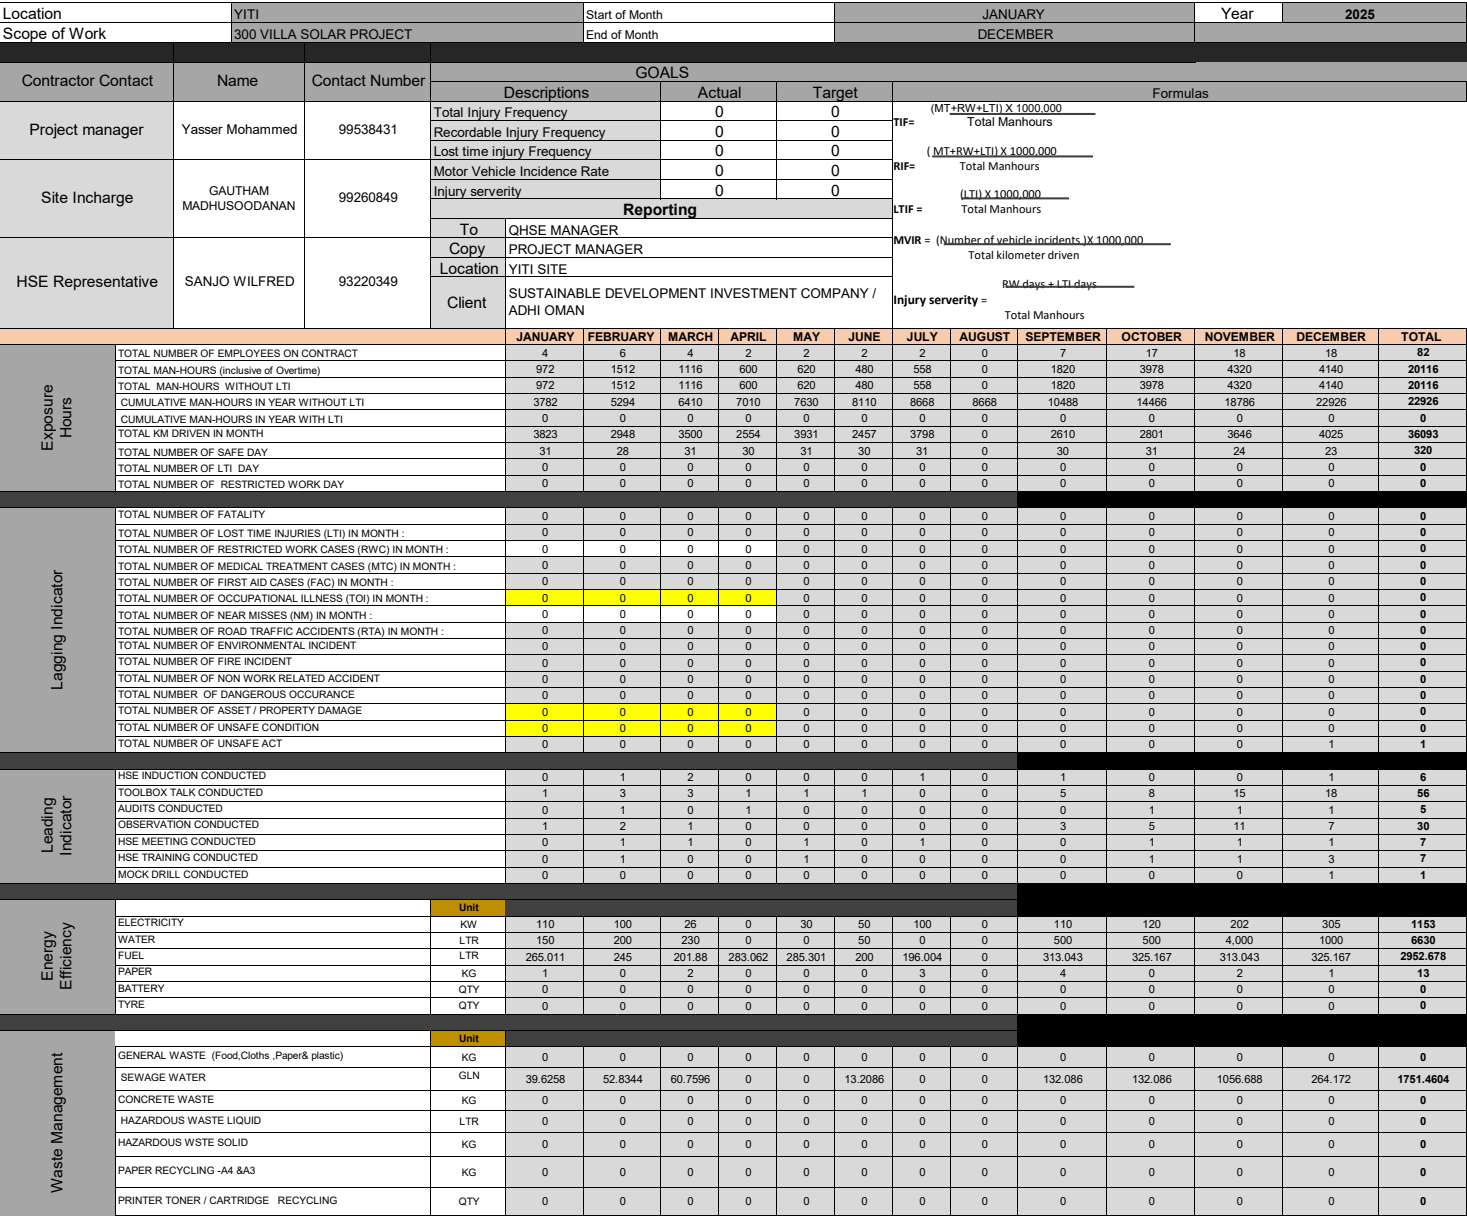 Location YITI Start of Month JANUARY Year 2025
Scope of Work 300 VILLA SOLAR PROJECT End of Month DECEMBER
Contractor Contact Name Contact Number GOALS
Descriptions Actual Target Formulas
Project manager Yasser Mohammed 99538431
Total Injury Frequency 0 0
Recordable Injury Frequency 0 0
Lost time injury Frequency 0 0
Motor Vehicle Incidence Rate 0 0
Injury serverity 0 0
TIF= (MT+RW+LTI) X 1000,000
Total Manhours
RIF= ( MT+RW+LTI) X 1000,000
Total Manhours
LTIF = (LTI) X 1000,000
Total Manhours
MVIR = (Number of vehicle incidents )X 1000,000
Total kilometer driven
Injury serverity = RW days + LTI days
Total Manhours
Site Incharge GAUTHAM MADHUSOODANAN 99260849
Reporting
To QHSE MANAGER
Copy PROJECT MANAGER
Location YITI SITE
Client SUSTAINABLE DEVELOPMENT INVESTMENT COMPANY /
ADHI OMAN
HSE Representative SANJO WILFRED 93220349
JANUARY FEBRUARY MARCH APRIL MAY JUNE JULY AUGUST SEPTEMBER OCTOBER NOVEMBER DECEMBER TOTAL
Exposure Hours
TOTAL NUMBER OF EMPLOYEES ON CONTRACT 4 6 4 2 2 2 2 0 7 17 18 18 82
TOTAL MAN-HOURS (inclusive of Overtime) 972 1512 1116 600 620 480 558 0 1820 3978 4320 4140 20116
TOTAL MAN-HOURS WITHOUT LTI 972 1512 1116 600 620 480 558 0 1820 3978 4320 4140 20116
CUMULATIVE MAN-HOURS IN YEAR WITHOUT LTI 3782 5294 6410 7010 7630 8110 8668 8668 10488 14466 18786 22926 22926
CUMULATIVE MAN-HOURS IN YEAR WITH LTI 0 0 0 0 0 0 0 0 0 0 0 0 0
TOTAL KM DRIVEN IN MONTH 3823 2948 3500 2554 3931 2457 3798 0 2610 2801 3646 4025 36093
TOTAL NUMBER OF SAFE DAY 31 28 31 30 31 30 31 0 30 31 24 23 320
TOTAL NUMBER OF LTI DAY 0 0 0 0 0 0 0 0 0 0 0 0 0
TOTAL NUMBER OF RESTRICTED WORK DAY 0 0 0 0 0 0 0 0 0 0 0 0 0
Lagging Indicator
TOTAL NUMBER OF FATALITY 0 0 0 0 0 0 0 0 0 0 0 0 0
TOTAL NUMBER OF LOST TIME INJURIES (LTI) IN MONTH : 0 0 0 0 0 0 0 0 0 0 0 0 0
TOTAL NUMBER OF RESTRICTED WORK CASES (RWC) IN MONTH : 0 0 0 0 0 0 0 0 0 0 0 0 0
TOTAL NUMBER OF MEDICAL TREATMENT CASES (MTC) IN MONTH : 0 0 0 0 0 0 0 0 0 0 0 0 0
TOTAL NUMBER OF FIRST AID CASES (FAC) IN MONTH : 0 0 0 0 0 0 0 0 0 0 0 0 0
TOTAL NUMBER OF OCCUPATIONAL ILLNESS (TOI) IN MONTH : 0 0 0 0 0 0 0 0 0 0 0 0 0
TOTAL NUMBER OF NEAR MISSES (NM) IN MONTH : 0 0 0 0 0 0 0 0 0 0 0 0 0
TOTAL NUMBER OF ROAD TRAFFIC ACCIDENTS (RTA) IN MONTH : 0 0 0 0 0 0 0 0 0 0 0 0 0
TOTAL NUMBER OF ENVIRONMENTAL INCIDENT 0 0 0 0 0 0 0 0 0 0 0 0 0
TOTAL NUMBER OF FIRE INCIDENT 0 0 0 0 0 0 0 0 0 0 0 0 0
TOTAL NUMBER OF NON WORK RELATED ACCIDENT 0 0 0 0 0 0 0 0 0 0 0 0 0
TOTAL NUMBER OF DANGEROUS OCCURANCE 0 0 0 0 0 0 0 0 0 0 0 0 0
TOTAL NUMBER OF ASSET / PROPERTY DAMAGE 0 0 0 0 0 0 0 0 0 0 0 0 0
TOTAL NUMBER OF UNSAFE CONDITION 0 0 0 0 0 0 0 0 0 0 0 0 0
TOTAL NUMBER OF UNSAFE ACT 0 0 0 0 0 0 0 0 0 0 0 1 1
Leading Indicator
HSE INDUCTION CONDUCTED 0 1 2 0 0 0 1 0 1 0 0 1 6
TOOLBOX TALK CONDUCTED 1 3 3 1 1 1 0 0 5 8 15 18 56
AUDITS CONDUCTED 0 1 0 1 0 0 0 0 0 1 1 1 5
OBSERVATION CONDUCTED 1 2 1 0 0 0 0 0 3 5 11 7 30
HSE MEETING CONDUCTED 0 1 1 0 1 0 1 0 0 1 1 1 7
HSE TRAINING CONDUCTED 0 1 0 0 1 0 0 0 0 1 1 3 7
MOCK DRILL CONDUCTED 0 0 0 0 0 0 0 0 0 0 0 1 1
Energy Efficiency
Unit
ELECTRICITY KW 110 100 26 0 30 50 100 0 110 120 202 305 1153
WATER LTR 150 200 230 0 0 50 0 0 500 500 4,000 1000 6630
FUEL LTR 265.011 245 201.88 283.062 285.301 200 196.004 0 313.043 325.167 313.043 325.167 2952.678
PAPER KG 1 0 2 0 0 0 3 0 4 0 2 1 13
BATTERY QTY 0 0 0 0 0 0 0 0 0 0 0 0 0
TYRE QTY 0 0 0 0 0 0 0 0 0 0 0 0 0
Waste Management
Unit
GENERAL WASTE (Food,Cloths ,Paper& plastic) KG 0 0 0 0 0 0 0 0 0 0 0 0 0
SEWAGE WATER GLN 39.6258 52.8344 60.7596 0 0 13.2086 0 0 132.086 132.086 1056.688 264.172 1751.4604
CONCRETE WASTE KG 0 0 0 0 0 0 0 0 0 0 0 0 0
HAZARDOUS WASTE LIQUID LTR 0 0 0 0 0 0 0 0 0 0 0 0 0
HAZARDOUS WSTE SOLID KG 0 0 0 0 0 0 0 0 0 0 0 0 0
PAPER RECYCLING -A4 &A3 KG 0 0 0 0 0 0 0 0 0 0 0 0 0
PRINTER TONER / CARTRIDGE RECYCLING QTY 0 0 0 0 0 0 0 0 0 0 0 0 0